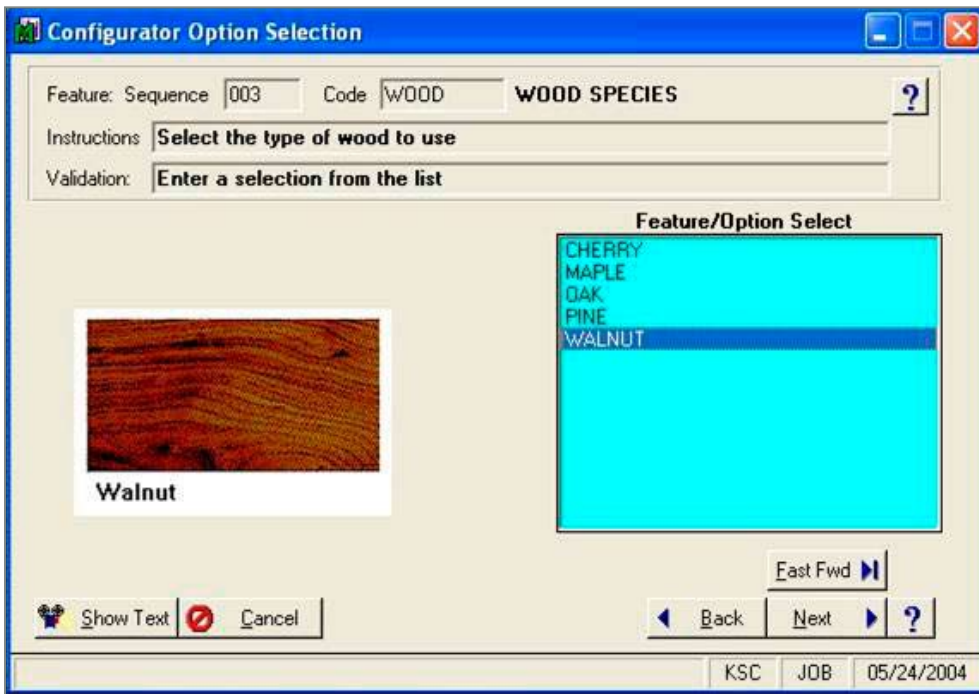 Configurator Option Selection
Feature: Sequence 003 Code WOOD WOOD SPECIES ?
Instructions Select the type of wood to use
Validation: Enter a selection from the list
Feature/Option Select
CHERRY
MAPLE
OAK
PINE
WALNUT
Walnut
Fast Fwd
Show Text Cancel Back Next ?
KSC JOB 05/24/2004